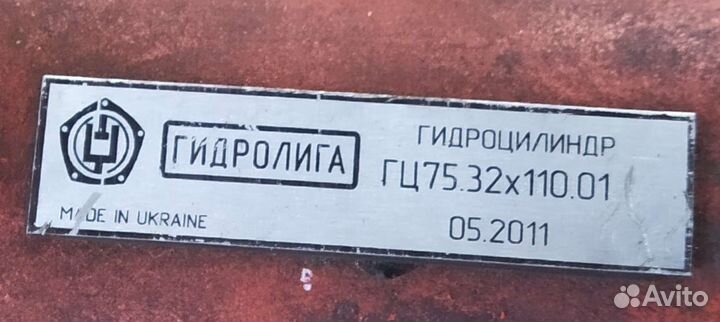 ГИДРОЛИГА
MADE IN UKRAINE
ГИДРОЦИЛИНДР
ГЦ75.32х110.01
05.2011
Avito